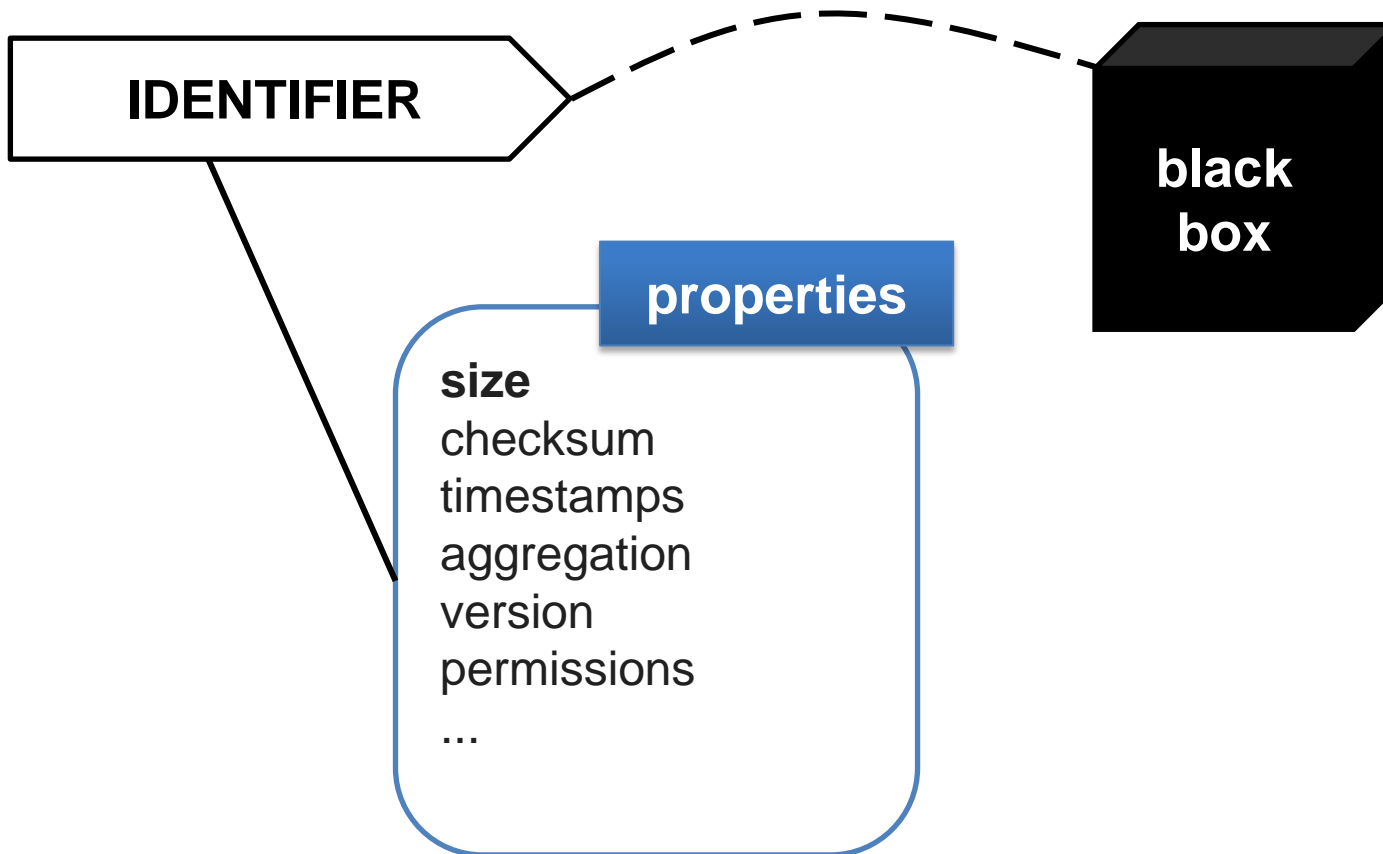 IDENTIFIER
black
box
properties
size
checksum
timestamps
aggregation
version
permissions
...